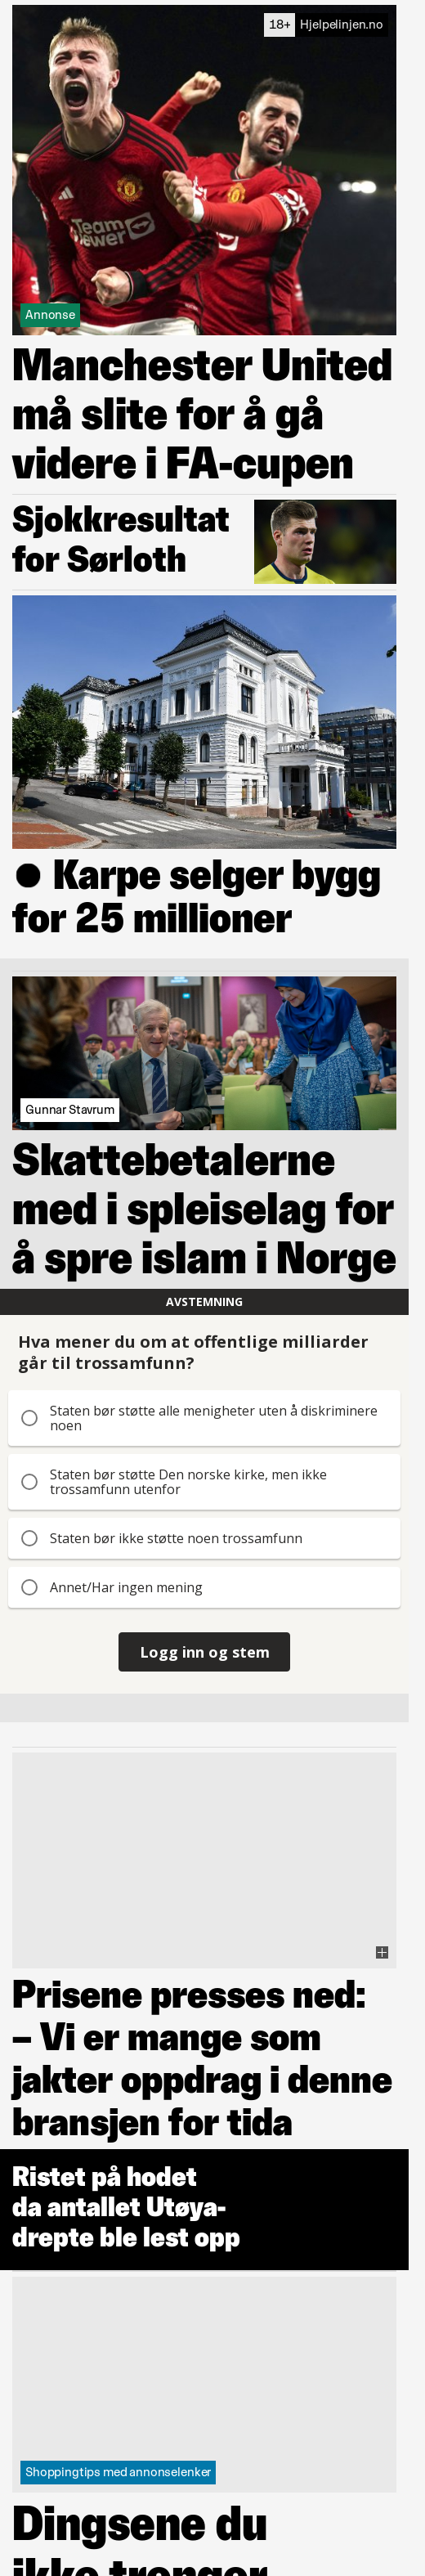 18+ Hjelpelinjen.no
TeamViewer
Annonse
Manchester United
må slite for å gå
videre i FA-cupen
Sjokkresultat
for Sørloth
● Karpe selger bygg
for 25 millioner
Gunnar Stavrum
Skattebetalerne
med i spleiselag for
å spre islam i Norge
AVSTEMNING
Hva mener du om at offentlige milliarder
går til trossamfunn?
Staten bør støtte alle menigheter uten å diskriminere
noen
Staten bør støtte Den norske kirke, men ikke
trossamfunn utenfor
Staten bør ikke støtte noen trossamfunn
Annet/Har ingen mening
Logg inn og stem
Prisene presses ned:
– Vi er mange som
jakter oppdrag i denne
bransjen for tida
Ristet på hodet
da antallet Utøya-
drepte ble lest opp
Shoppingtips med annonselenker
Dingsene du
ikke trenger